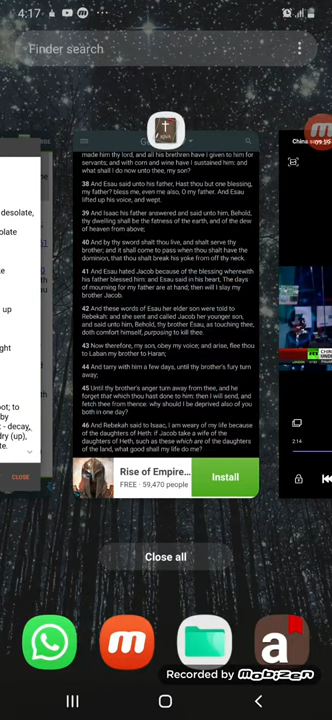 4:17
Finder search
KJVA
China says
desolate,
olate
up
ght
oot; to
by
- decay,
dry (up),
te.
CLOSE
made him thy lord, and all his brethren have I given to him for
servants; and with corn and wine have I sustained him: and
what shall I do now unto thee, my son?
38 And Esau said unto his father, Hast thou but one blessing,
my father? bless me, even me also, O my father. And Esau
lifted up his voice, and wept.
39 And Isaac his father answered and said unto him, Behold,
thy dwelling shall be the fatness of the earth, and of the dew
of heaven from above;
40 And by thy sword shalt thou live, and shalt serve thy
brother; and it shall come to pass when thou shalt have the
dominion, that thou shalt break his yoke from off thy neck.
41 And Esau hated Jacob because of the blessing wherewith
his father blessed him: and Esau said in his heart, The days
of mourning for my father are at hand; then will I slay my
brother Jacob.
42 And these words of Esau her elder son were told to
Rebekah: and she sent and called Jacob her younger son,
and said unto him, Behold, thy brother Esau, as touching thee,
doth comfort himself, purposing to kill thee.
43 Now therefore, my son, obey my voice; and arise, flee thou
to Laban my brother to Haran;
44 And tarry with him a few days, until thy brother's fury turn
away;
45 Until thy brother's anger turn away from thee, and he
forget that which thou hast done to him: then I will send, and
fetch thee from thence: why should I be deprived also of you
both in one day?
46 And Rebekah said to Isaac, I am weary of my life because
of the daughters of Heth: if Jacob take a wife of the
daughters of Heth, such as these which are of the daughters
of the land, what good shall my life do me?
Rise of Empire...
FREE · 59,470 people
Install
2:14
Close all
a
Recorded by
MOBIZEN